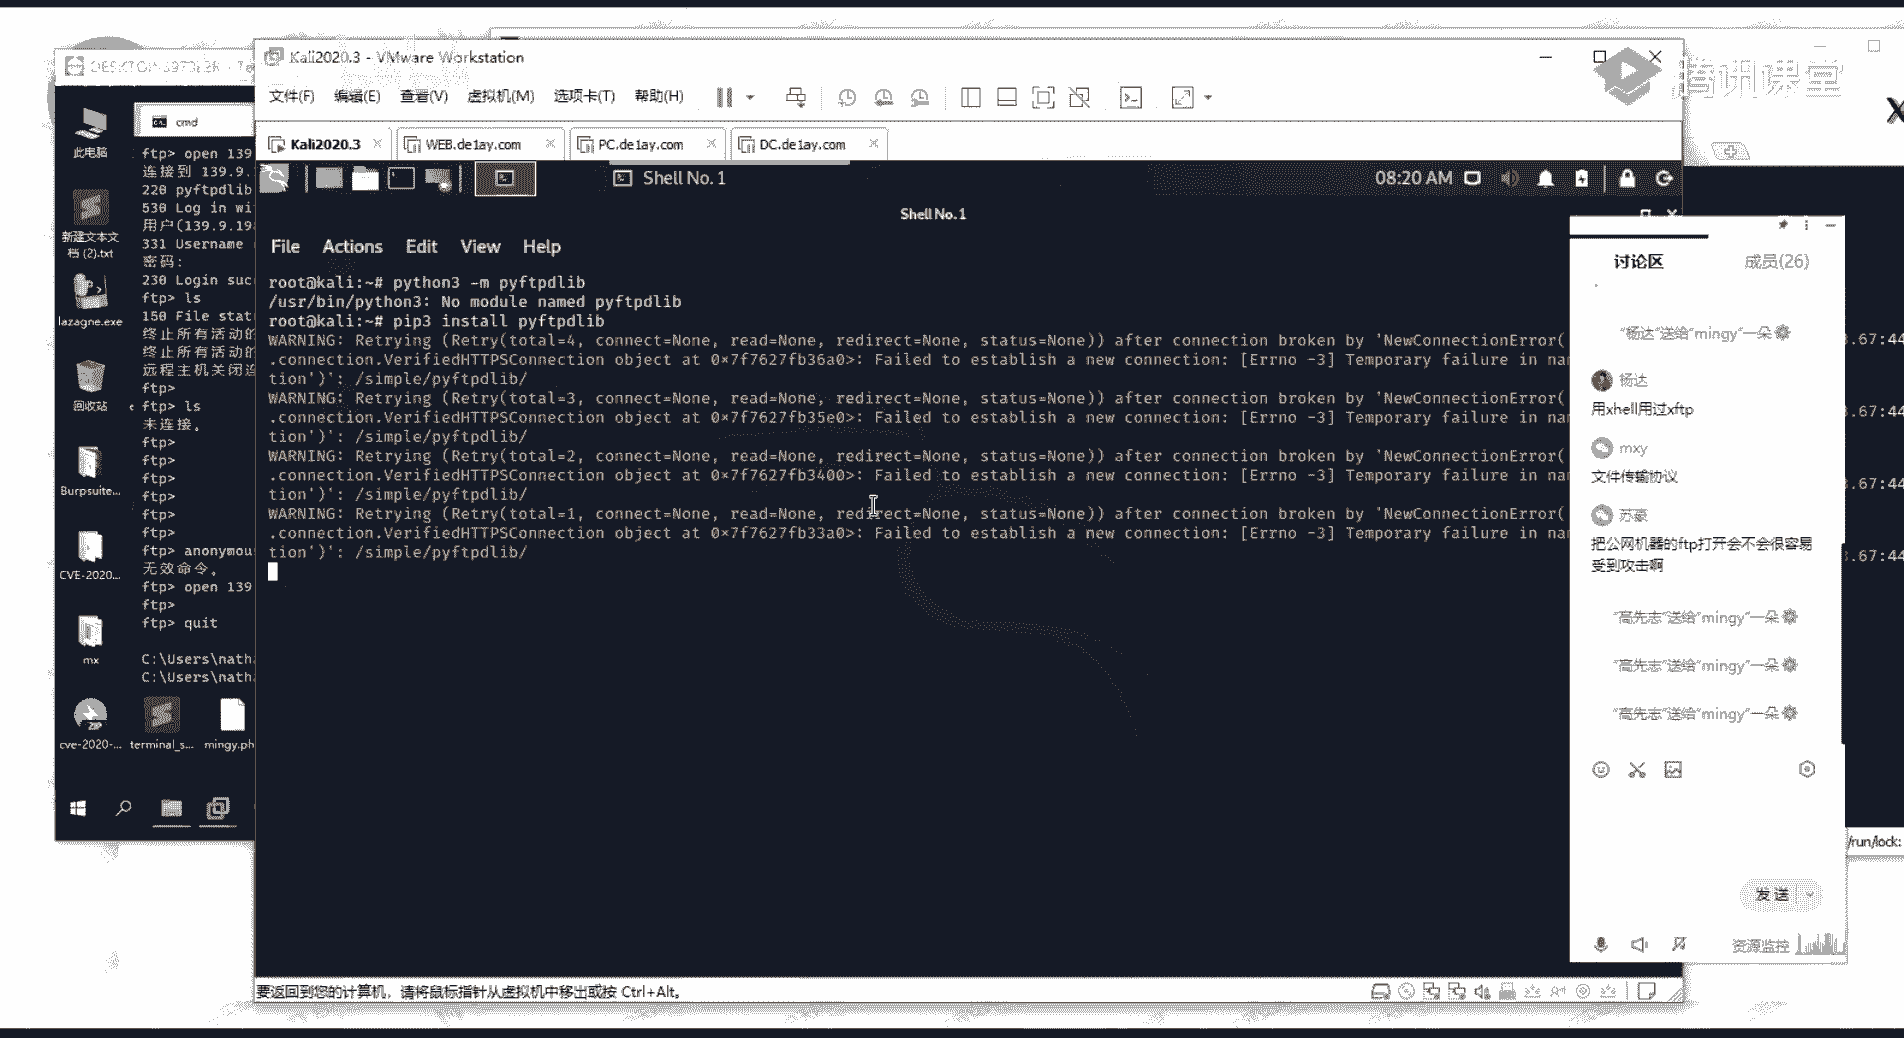 Kali2020.3 - VMware Workstation
文件(F) 编辑(E) 查看(V) 虚拟机(M) 选项卡(T) 帮助(H)
腾讯课堂
Kali2020.3
WEB.de1ay.com
PC.de1ay.com
DC.de1ay.com
Shell No. 1
08:20 AM
Shell No.1
File Actions Edit View Help
root@kali:~# python3 -m pyftpdlib
/usr/bin/python3: No module named pyftpdlib
root@kali:~# pip3 install pyftpdlib
WARNING: Retrying (Retry(total=4, connect=None, read=None, redirect=None, status=None)) after connection broken by 'NewConnectionError(
.connection.VerifiedHTTPSConnection object at 0×7f7627fb36a0>: Failed to establish a new connection: [Errno -3] Temporary failure in na
tion')': /simple/pyftpdlib/
WARNING: Retrying (Retry(total=3, connect=None, read=None, redirect=None, status=None)) after connection broken by 'NewConnectionError(
.connection.VerifiedHTTPSConnection object at 0×7f7627fb35e0>: Failed to establish a new connection: [Errno -3] Temporary failure in na
tion')': /simple/pyftpdlib/
WARNING: Retrying (Retry(total=2, connect=None, read=None, redirect=None, status=None)) after connection broken by 'NewConnectionError(
.connection.VerifiedHTTPSConnection object at 0×7f7627fb3400>: Failed to establish a new connection: [Errno -3] Temporary failure in na
tion')': /simple/pyftpdlib/
WARNING: Retrying (Retry(total=1, connect=None, read=None, redirect=None, status=None)) after connection broken by 'NewConnectionError(
.connection.VerifiedHTTPSConnection object at 0×7f7627fb33a0>: Failed to establish a new connection: [Errno -3] Temporary failure in na
tion')': /simple/pyftpdlib/
要返回到您的计算机，请将鼠标指针从虚拟机中移出或按 Ctrl+Alt。
此电脑
新建文本文
档 (2).txt
lazagne.exe
回收站
Burpsuite...
CVE-2020...
mx
cve-2020-...
terminal_s...
mingy.ph
cmd
ftp> open 139
连接到 139.9.
220 pyftpdlib
530 Log in wi
用户(139.9.19
331 Username
密码:
230 Login suc
ftp> ls
150 File stat
终止所有活动的
终止所有活动的
远程主机关闭连
ftp>
ftp> ls
未连接。
ftp>
ftp>
ftp>
ftp>
ftp>
ftp>
ftp> anonymou
无效命令。
ftp> open 139
ftp>
ftp> quit
C:\Users\nath
C:\Users\nath
讨论区 成员(26)
"杨达"送给"mingy"一朵
杨达
用xhell用过xftp
mxy
文件传输协议
苏豪
把公网机器的ftp打开会不会很容易
受到攻击啊
"高先志"送给"mingy"一朵
"高先志"送给"mingy"一朵
"高先志"送给"mingy"一朵
发送
资源监控
.67:44
.67:44
.67:44
.67:44
/run/lock: